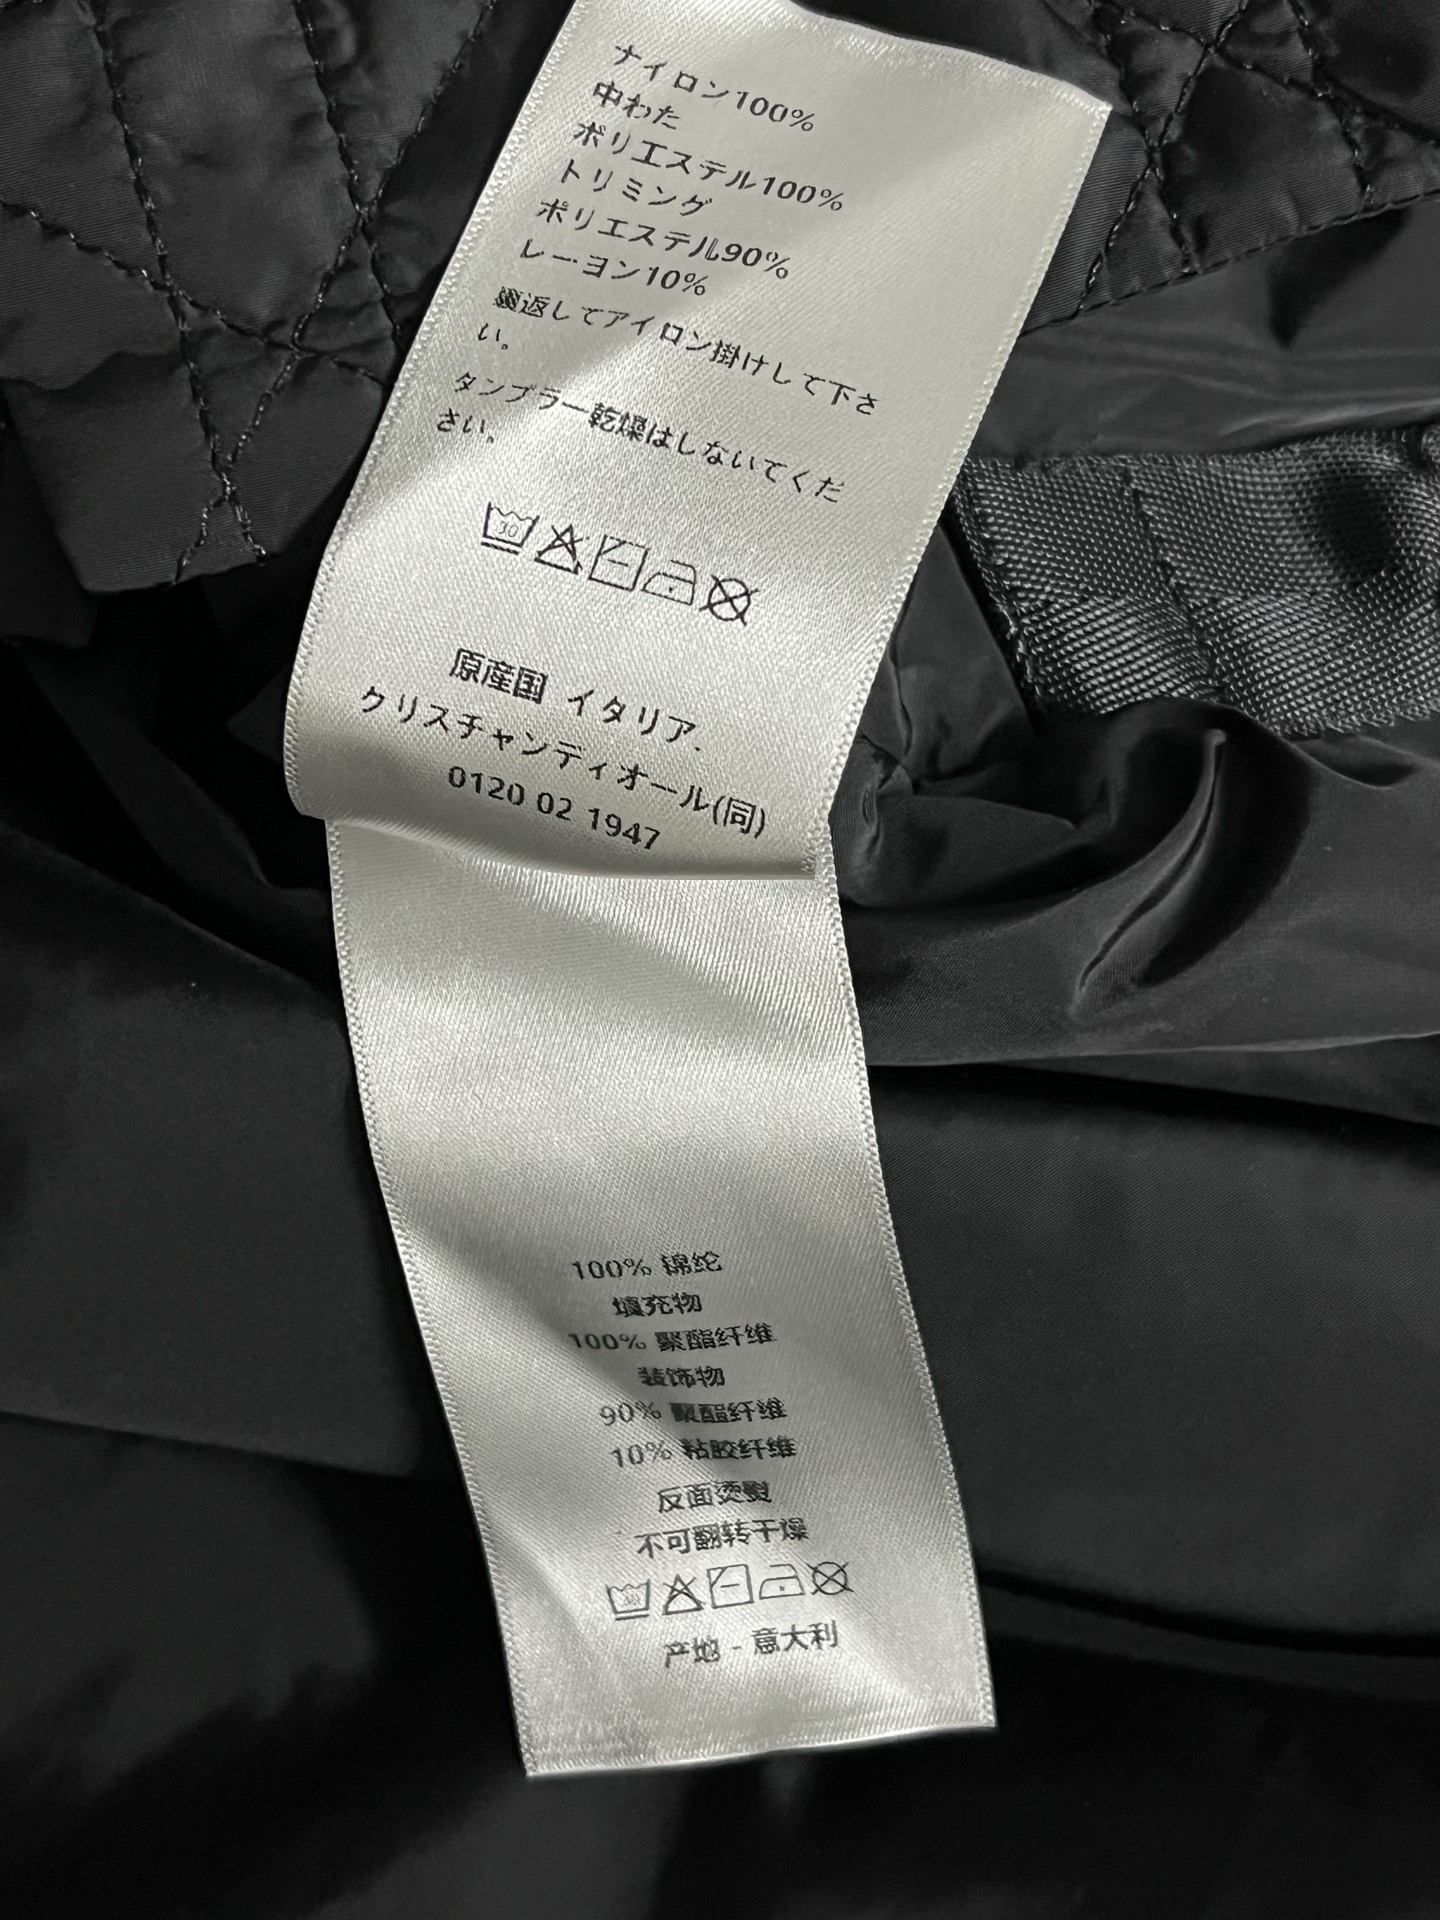 ナイロン100%
中わた
ポリエステル100%
トリミング
ポリエステル90%
レーヨン10%
裏返してアイロン掛けして下さ
い。
タンブラー乾燥はしないてくだ
さい。
30
原産国 イタリア.
クリスチャンディオール(同)
0120 02 1947
100% 锦纶
填充物
100% 聚酯纤维
装饰物
90% 聚酯纤维
10% 粘胶纤维
反面烫熨
不可翻转干燥
30
产地 - 意大利